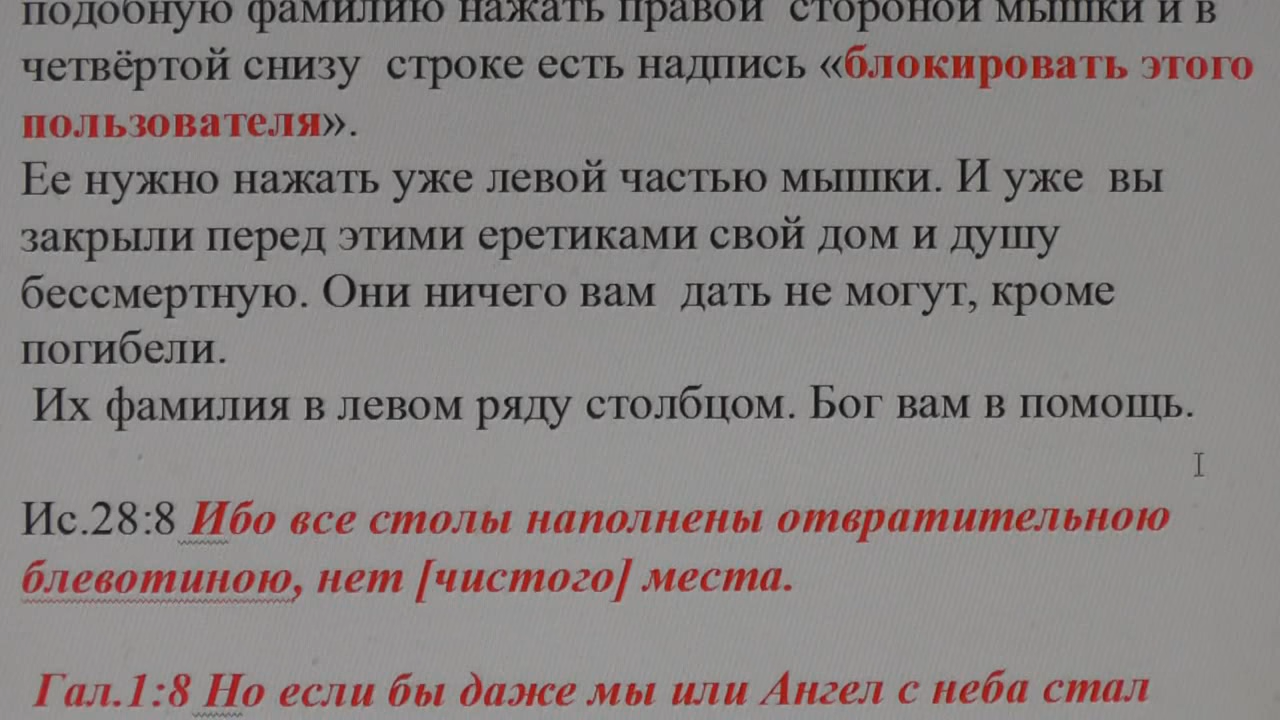 подобную фамилию нажать правой стороной мышки и в
четвёртой снизу строке есть надпись «блокировать этого
пользователя».
Ее нужно нажать уже левой частью мышки. И уже вы
закрыли перед этими еретиками свой дом и душу
бессмертную. Они ничего вам дать не могут, кроме
погибели.
Их фамилия в левом ряду столбцом. Бог вам в помощь.
Ис.28:8 Ибо все столы наполнены отвратительною
блевотиною, нет [чистого] места.
Гал.1:8 Но если бы даже мы или Ангел с неба стал